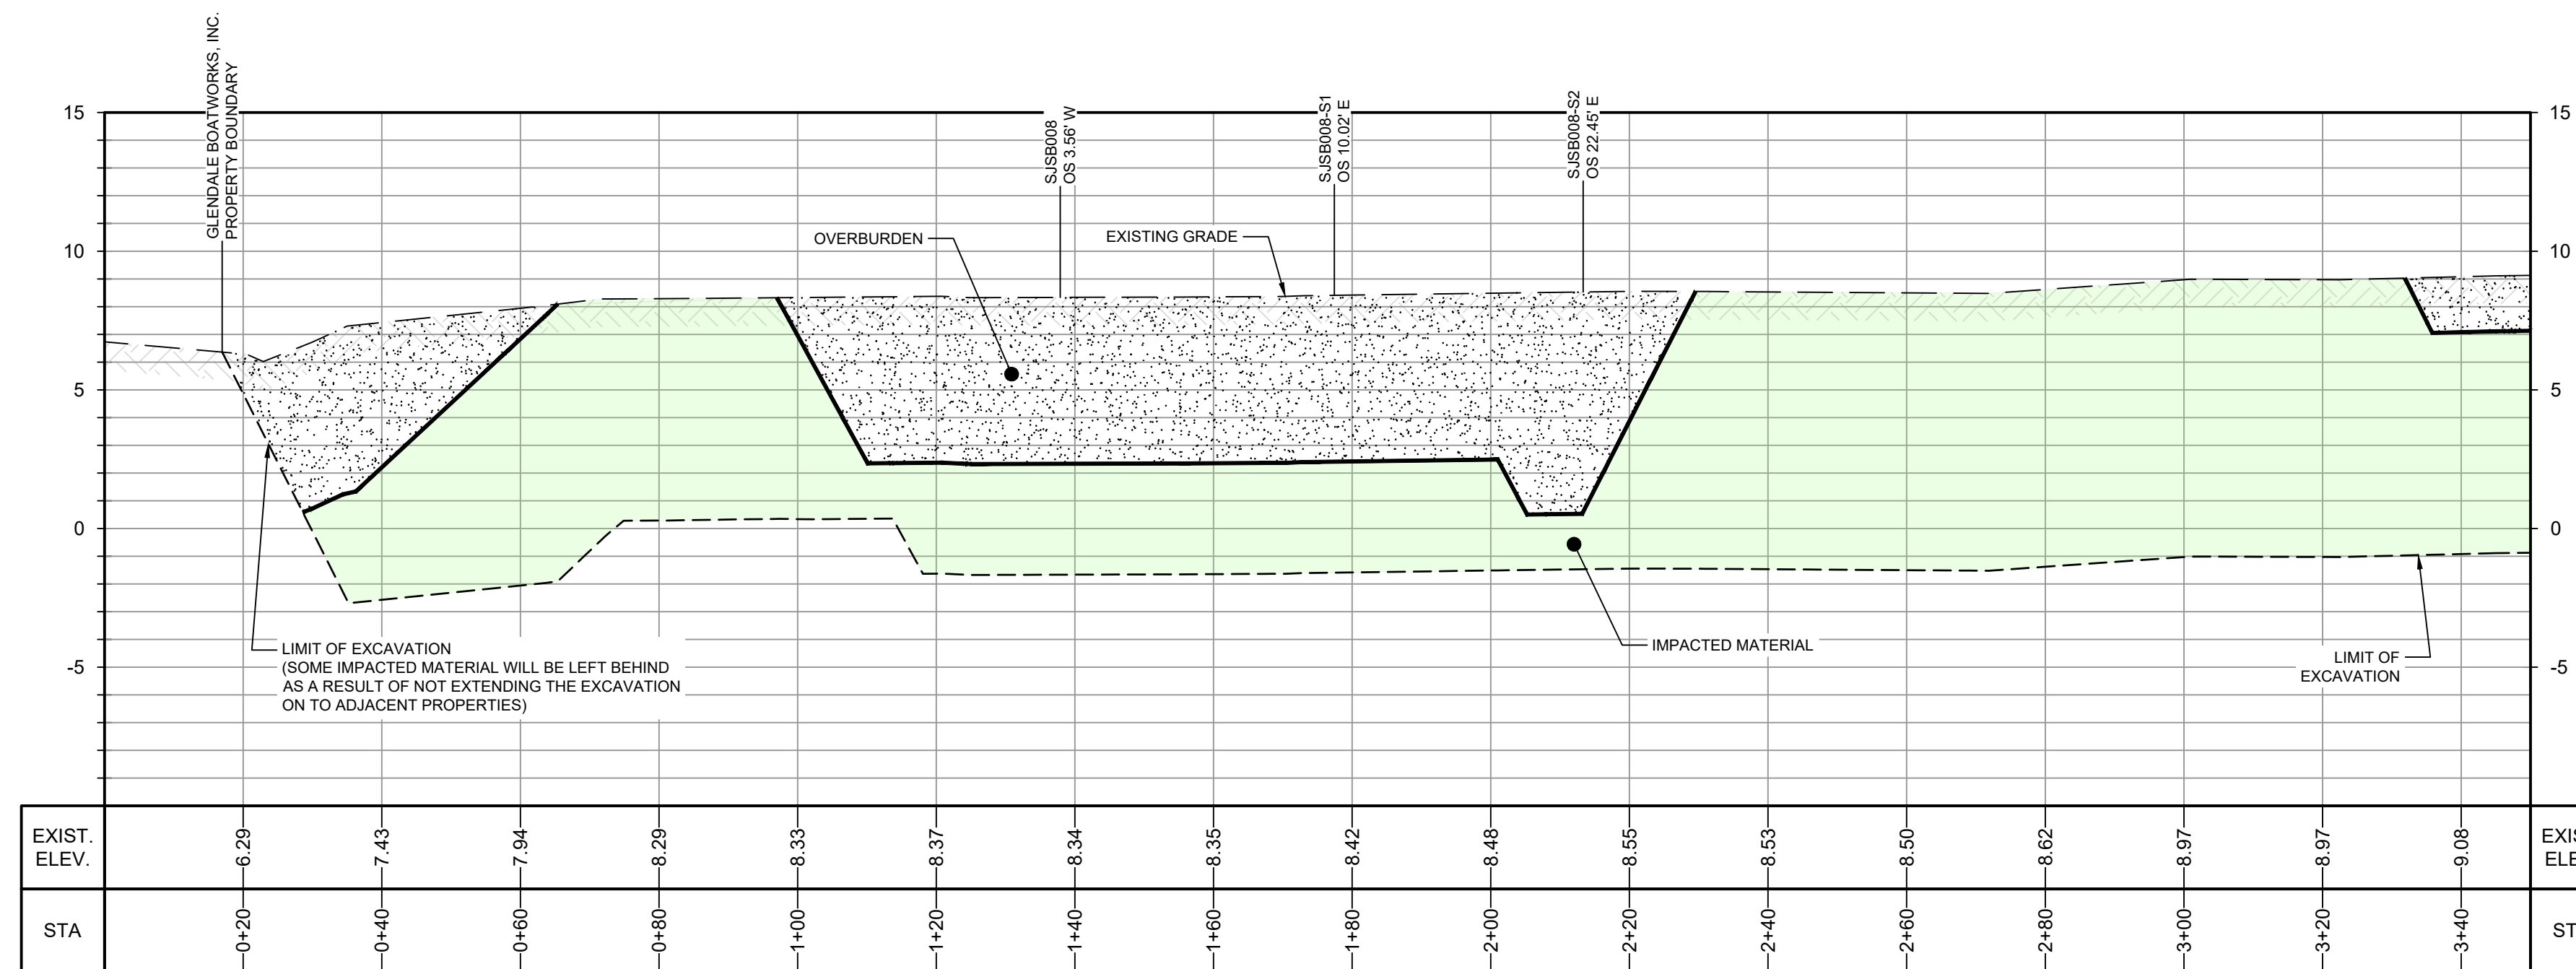 GLENDALE BOATWORKS, INC.
PROPERTY BOUNDARY
SJSB008
OS 3.56' W
SJSB008-S1
OS 10.02' E
SJSB008-S2
OS 22.45' E
15
15
10
10
5
5
0
0
-5
-5
OVERBURDEN
EXISTING GRADE
LIMIT OF EXCAVATION
(SOME IMPACTED MATERIAL WILL BE LEFT BEHIND
AS A RESULT OF NOT EXTENDING THE EXCAVATION
ON TO ADJACENT PROPERTIES)
IMPACTED MATERIAL
LIMIT OF
EXCAVATION
EXIST.
ELEV.
6.29
7.43
7.94
8.29
8.33
8.37
8.34
8.35
8.42
8.48
8.55
8.53
8.50
8.62
8.97
8.97
9.08
EXIS
ELE
STA
0+20
0+40
0+60
0+80
1+00
1+20
1+40
1+60
1+80
2+00
2+20
2+40
2+60
2+80
3+00
3+20
3+40
ST